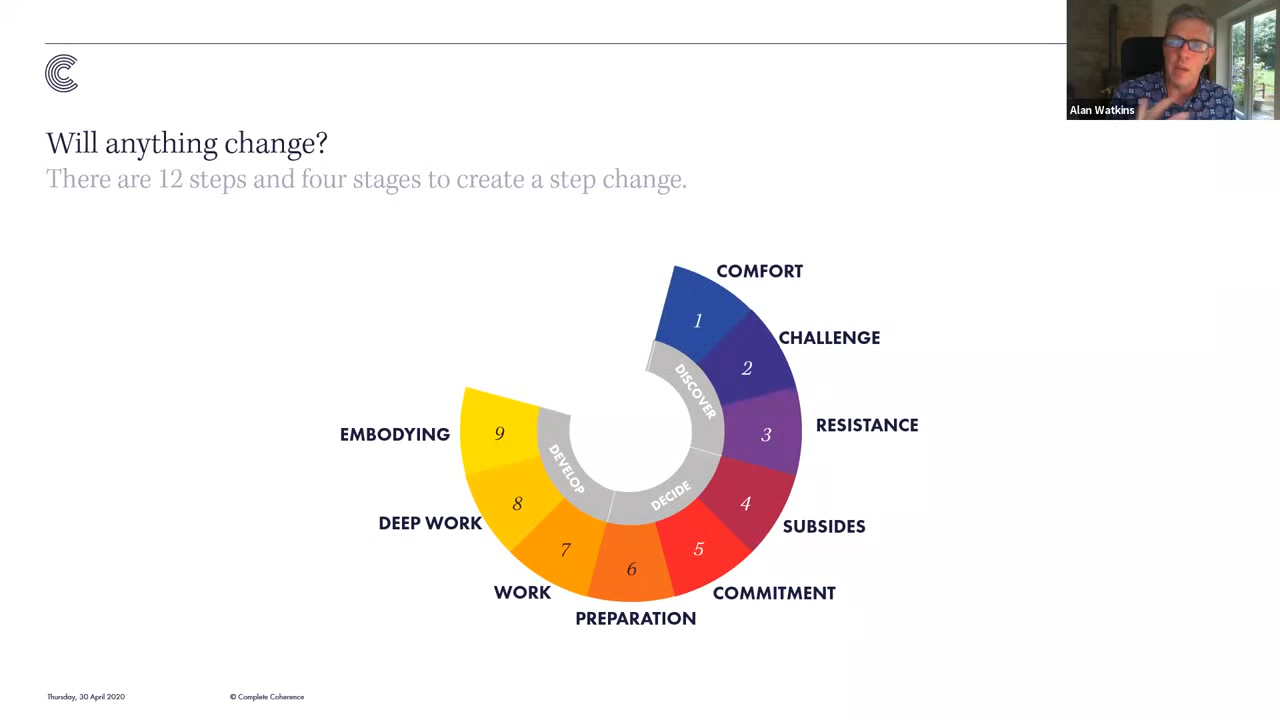 Alan Watkins
Will anything change?
There are 12 steps and four stages to create a step change.
COMFORT
1
CHALLENGE
2
DISCOVER
RESISTANCE
3
EMBODYING
9
DEVELOP
DECIDE
4
SUBSIDES
8
DEEP WORK
5
COMMITMENT
7
WORK
6
PREPARATION
Thursday, 30 April 2020
© Complete Coherence